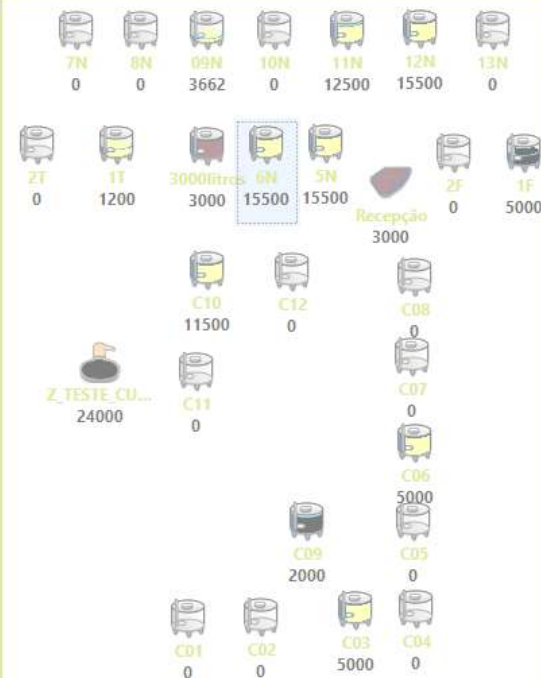 7N 8N 09N 10N 11N 12N 13N
0 0 3662 0 12500 15500 0
2T 1T 3000litros 6N 5N Recepção 2F 1F
0 1200 3000 15500 15500 3000 0 5000
C10 C12 C08
11500 0 0
Z_TESTE_CU... C11 C07
24000 0 0
C06
5000
C09 C05
2000 0
C01 C02 C03 C04
0 0 5000 0